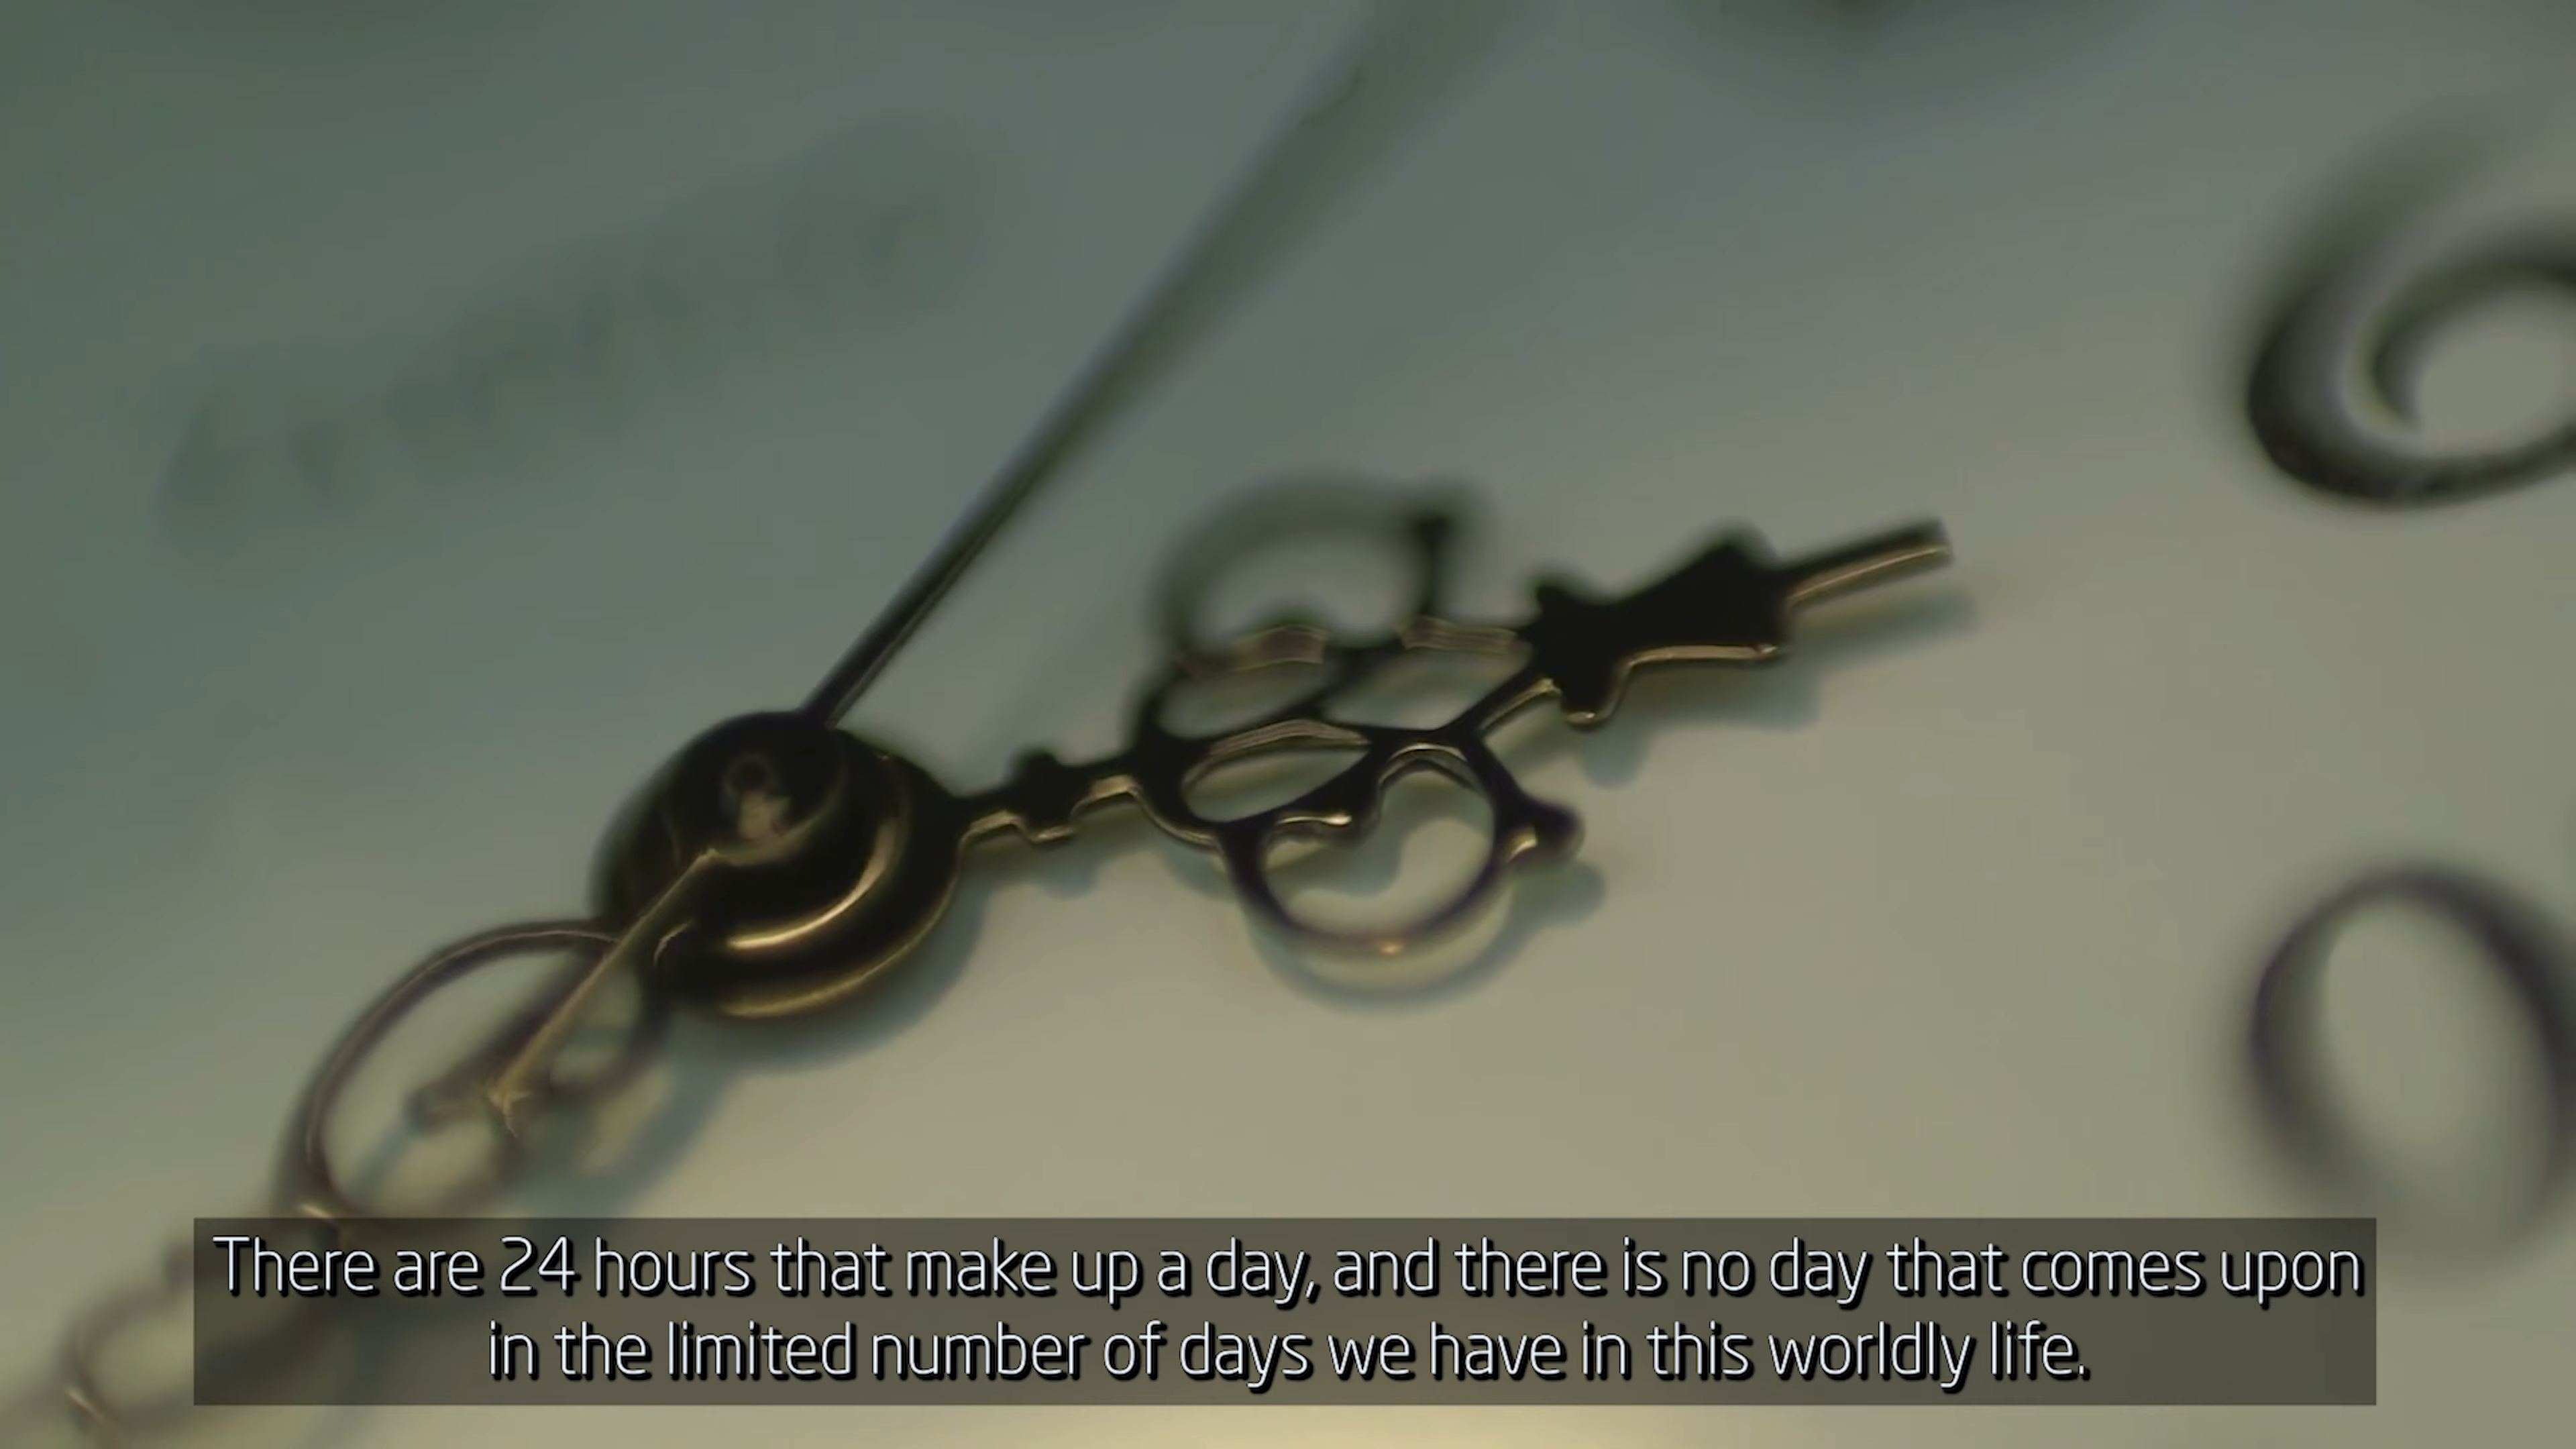 There are 24 hours that make up a day, and there is no day that comes upon
in the limited number of days we have in this worldly life.